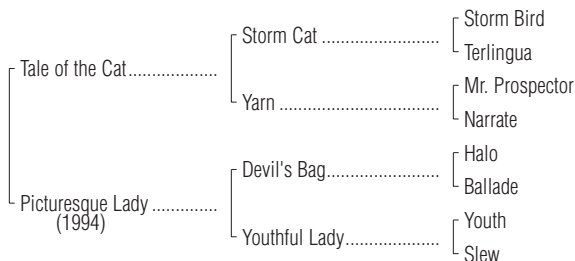 Storm Bird
Storm Cat ........................
Terlingua
Tale of the Cat..................
Mr. Prospector
Yarn ................................
Narrate
Halo
Devil's Bag.......................
Ballade
Picturesque Lady .............
(1994)
Youth
Youthful Lady...................
Slew